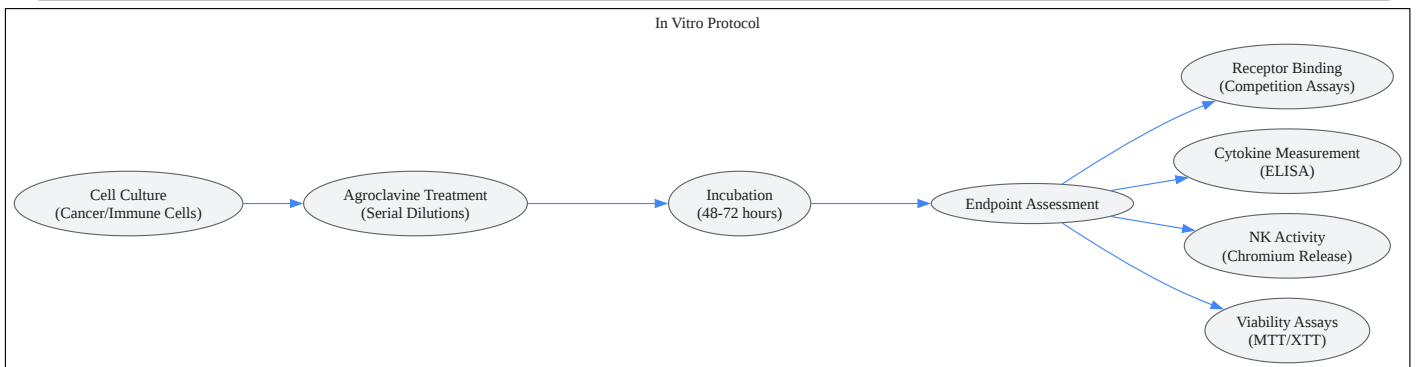 In Vitro Protocol
Cell Culture
(Cancer/Immune Cells)
Agroclavine Treatment
(Serial Dilutions)
Incubation
(48-72 hours)
Endpoint Assessment
Receptor Binding
(Competition Assays)
Cytokine Measurement
(ELISA)
NK Activity
(Chromium Release)
Viability Assays
(MTT/XTT)